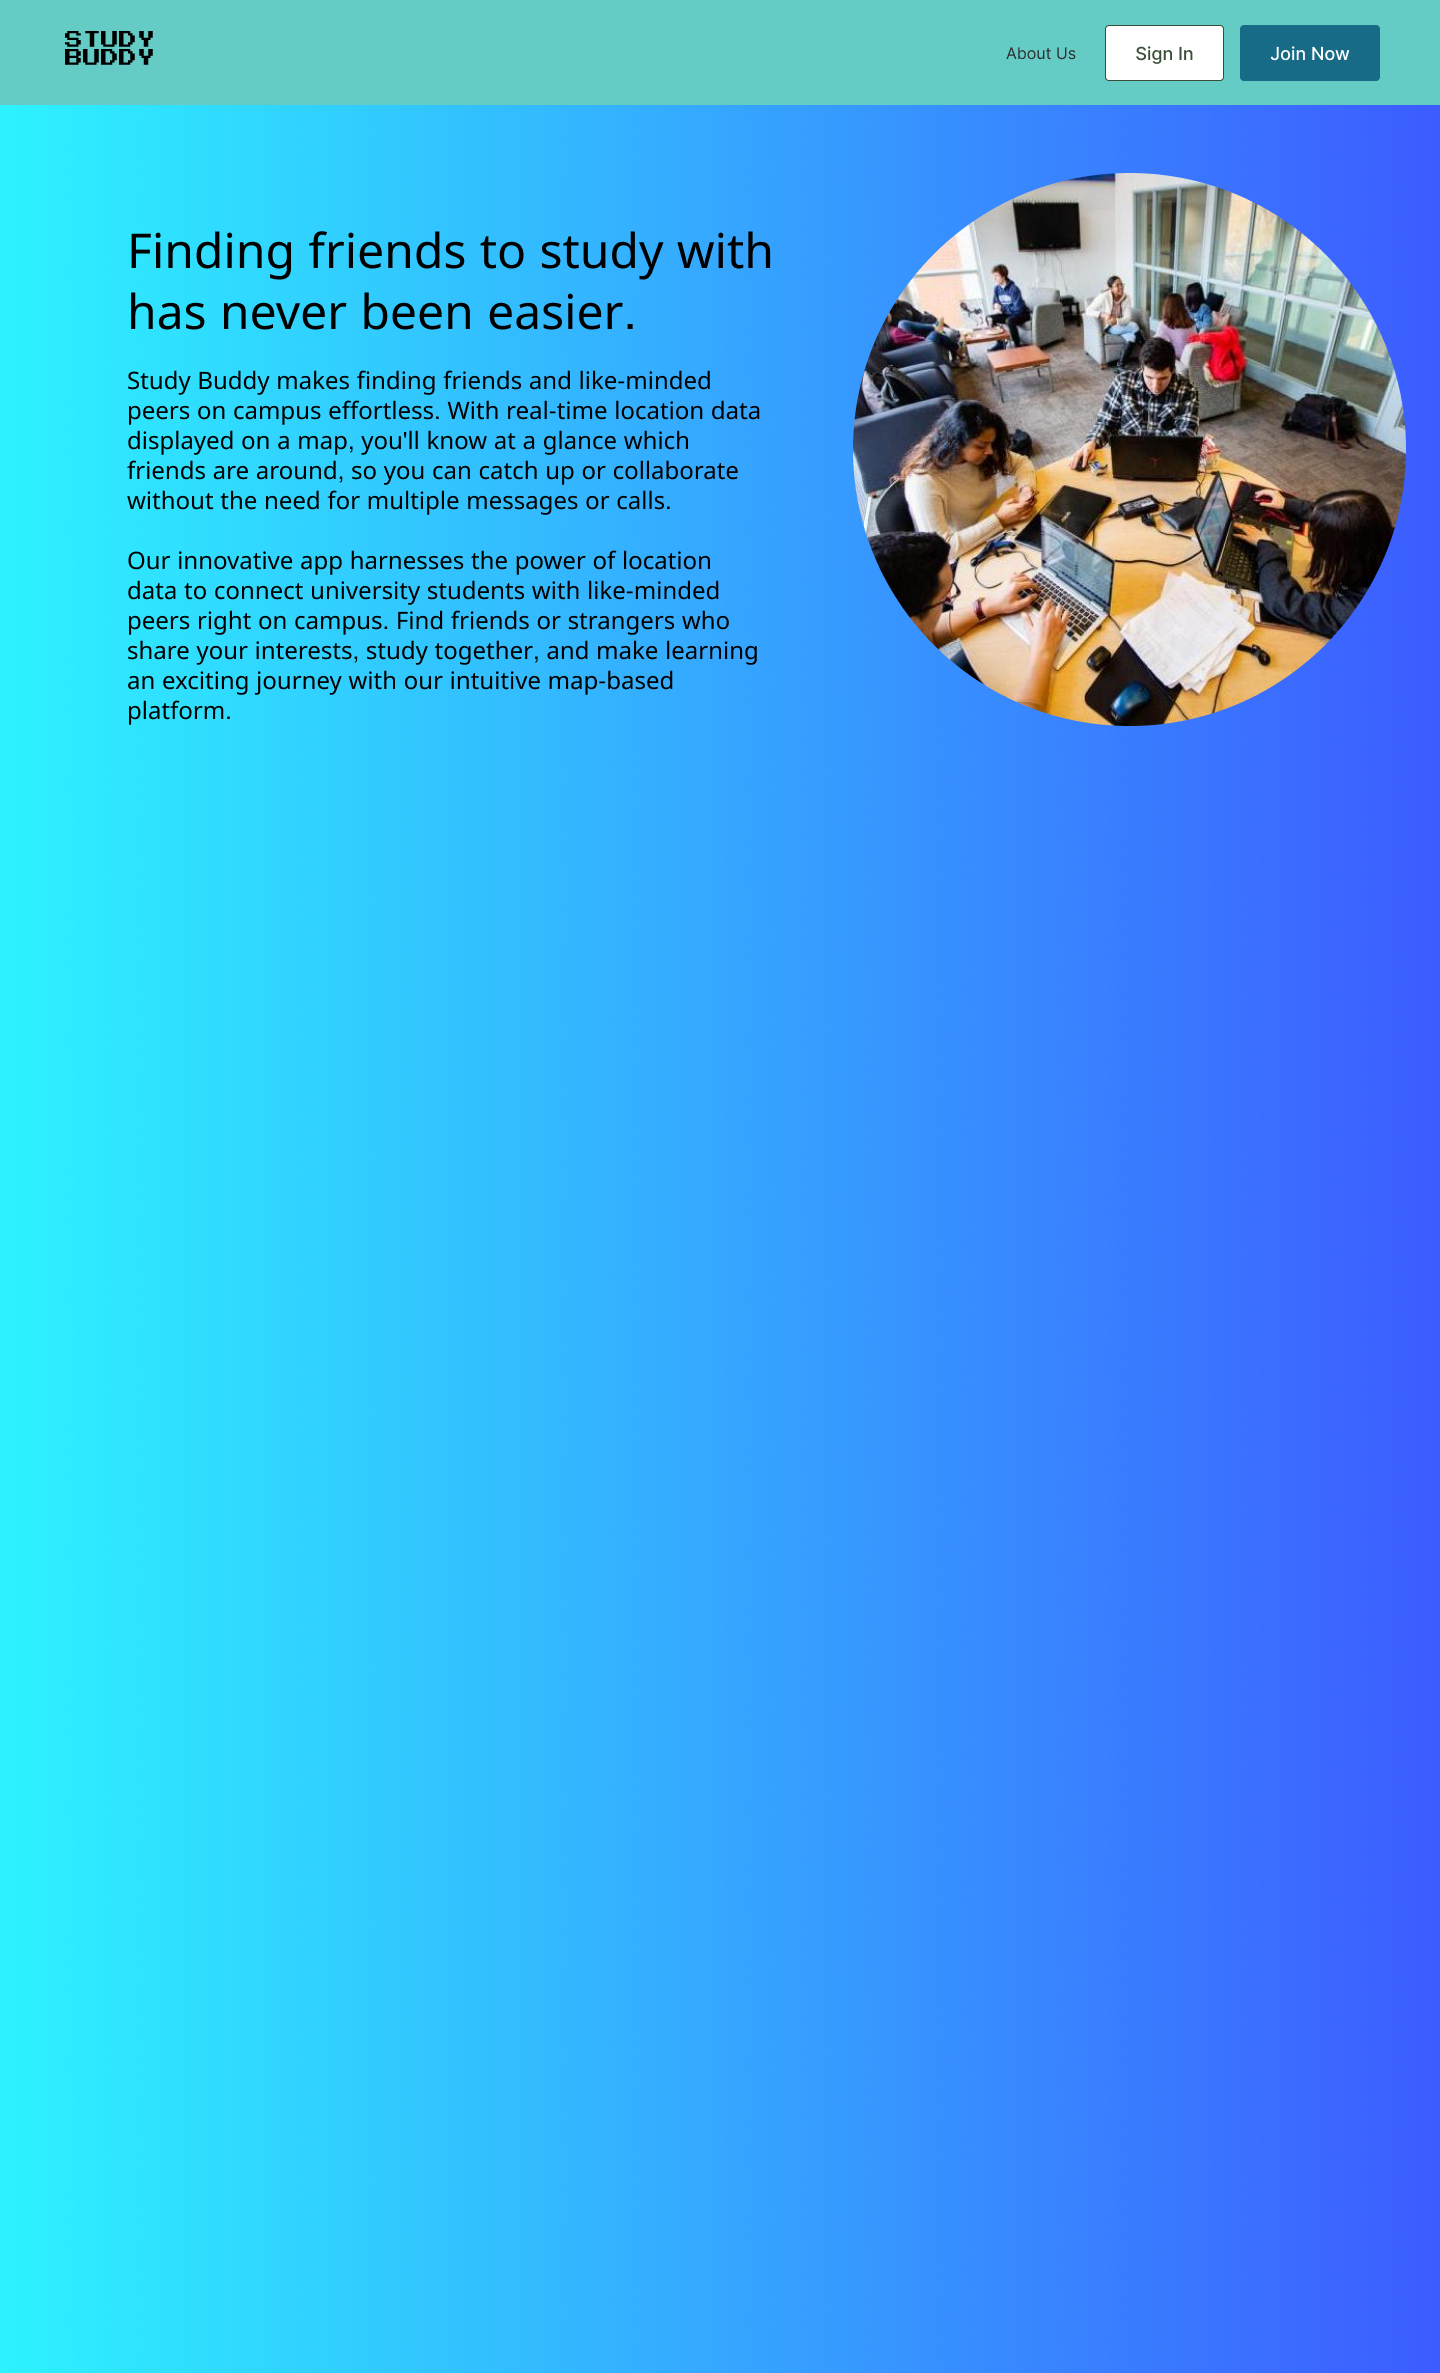 STUDY
BUDDY
About Us
Sign In
Join Now
Finding friends to study with
has never been easier.
Study Buddy makes finding friends and like-minded
peers on campus effortless. With real-time location data
displayed on a map, you'll know at a glance which
friends are around, so you can catch up or collaborate
without the need for multiple messages or calls.
Our innovative app harnesses the power of location
data to connect university students with like-minded
peers right on campus. Find friends or strangers who
share your interests, study together, and make learning
an exciting journey with our intuitive map-based
platform.